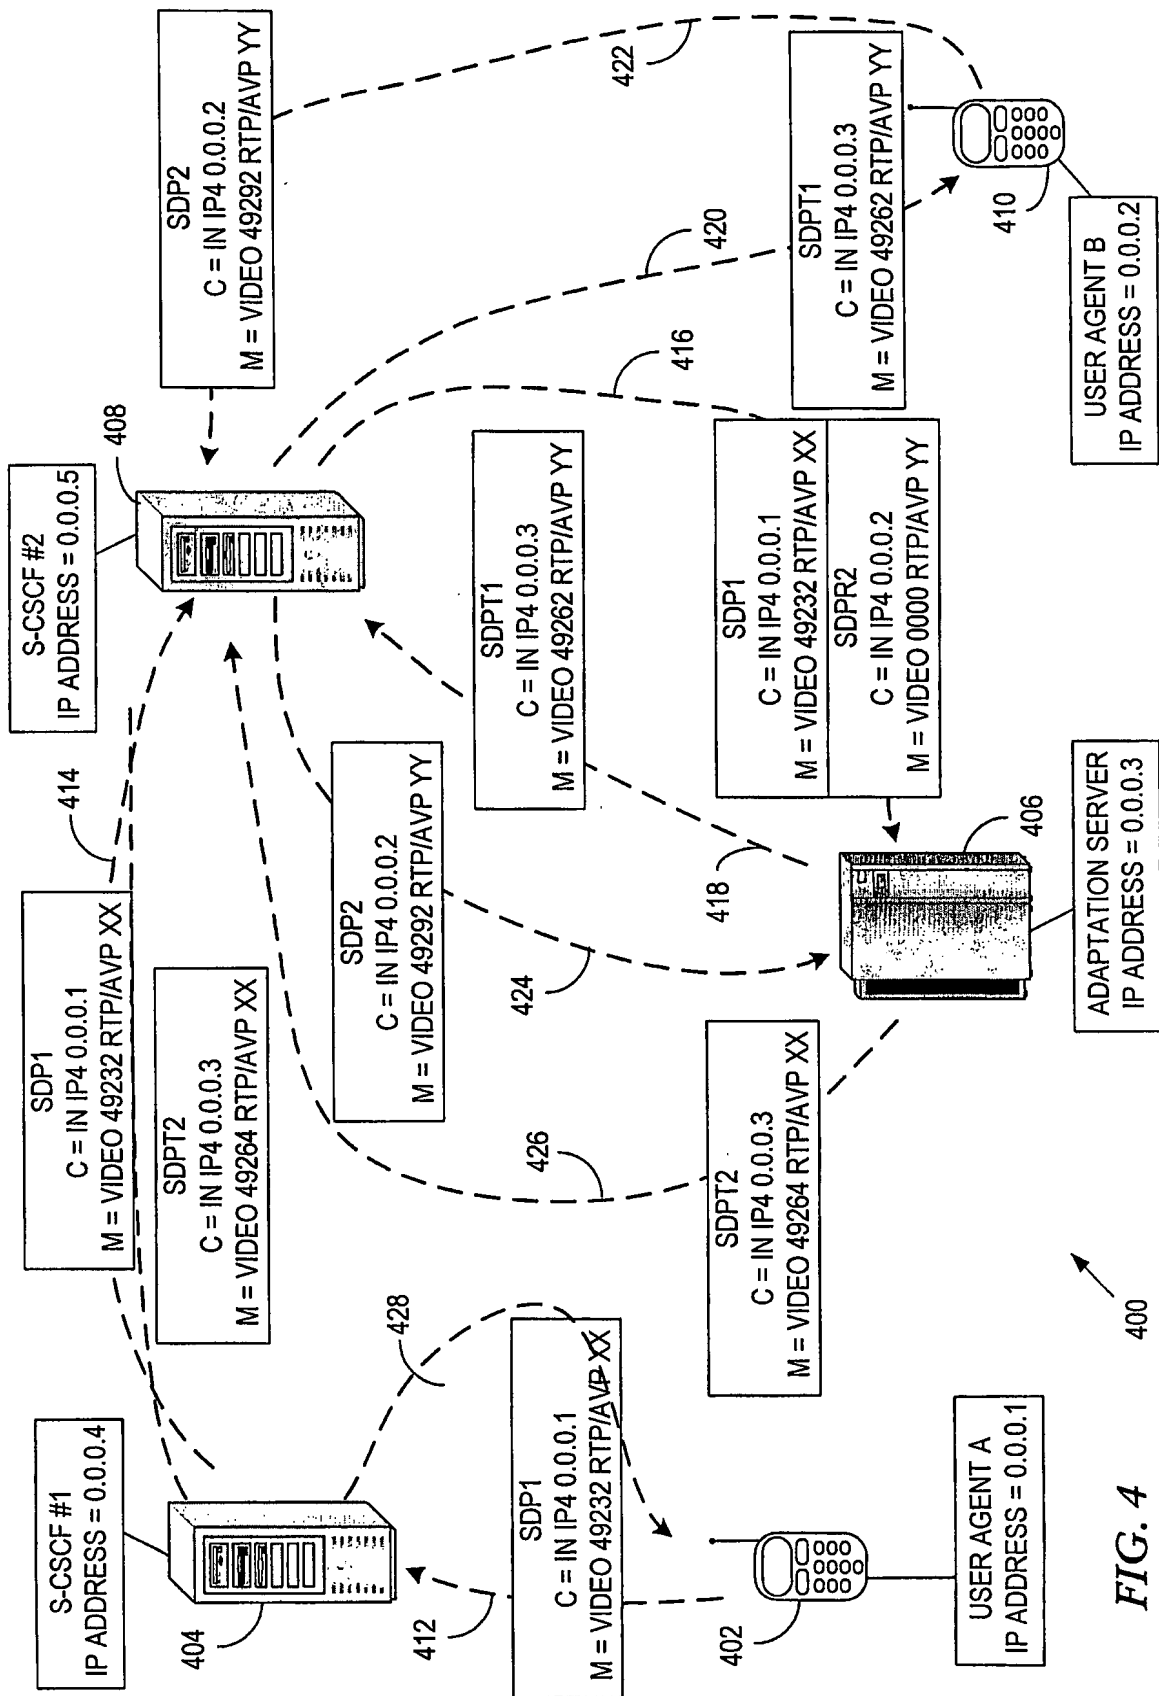 S-CSCF #1
IP ADDRESS = 0.0.0.4
404
SDP1
C = IN IP4 0.0.0.1
M = VIDEO 49232 RTP/AVP XX
414
S-CSCF #2
IP ADDRESS = 0.0.0.5
408
SDP2
C = IN IP4 0.0.0.2
M = VIDEO 49292 RTP/AVP YY
422
SDPT2
C = IN IP4 0.0.0.3
M = VIDEO 49264 RTP/AVP XX
428
SDP2
C = IN IP4 0.0.0.2
M = VIDEO 49292 RTP/AVP YY
424
426
SDPT1
C = IN IP4 0.0.0.3
M = VIDEO 49262 RTP/AVP YY
418
416
420
412
SDP1
C = IN IP4 0.0.0.1
M = VIDEO 49232 RTP/AVP XX
SDPT2
C = IN IP4 0.0.0.3
M = VIDEO 49264 RTP/AVP XX
SDP1
C = IN IP4 0.0.0.1
M = VIDEO 49232 RTP/AVP XX
SDPR2
C = IN IP4 0.0.0.2
M = VIDEO 0000 RTP/AVP YY
SDPT1
C = IN IP4 0.0.0.3
M = VIDEO 49262 RTP/AVP YY
402
406
410
USER AGENT A
IP ADDRESS = 0.0.0.1
400
ADAPTATION SERVER
IP ADDRESS = 0.0.0.3
USER AGENT B
IP ADDRESS = 0.0.0.2
FIG. 4